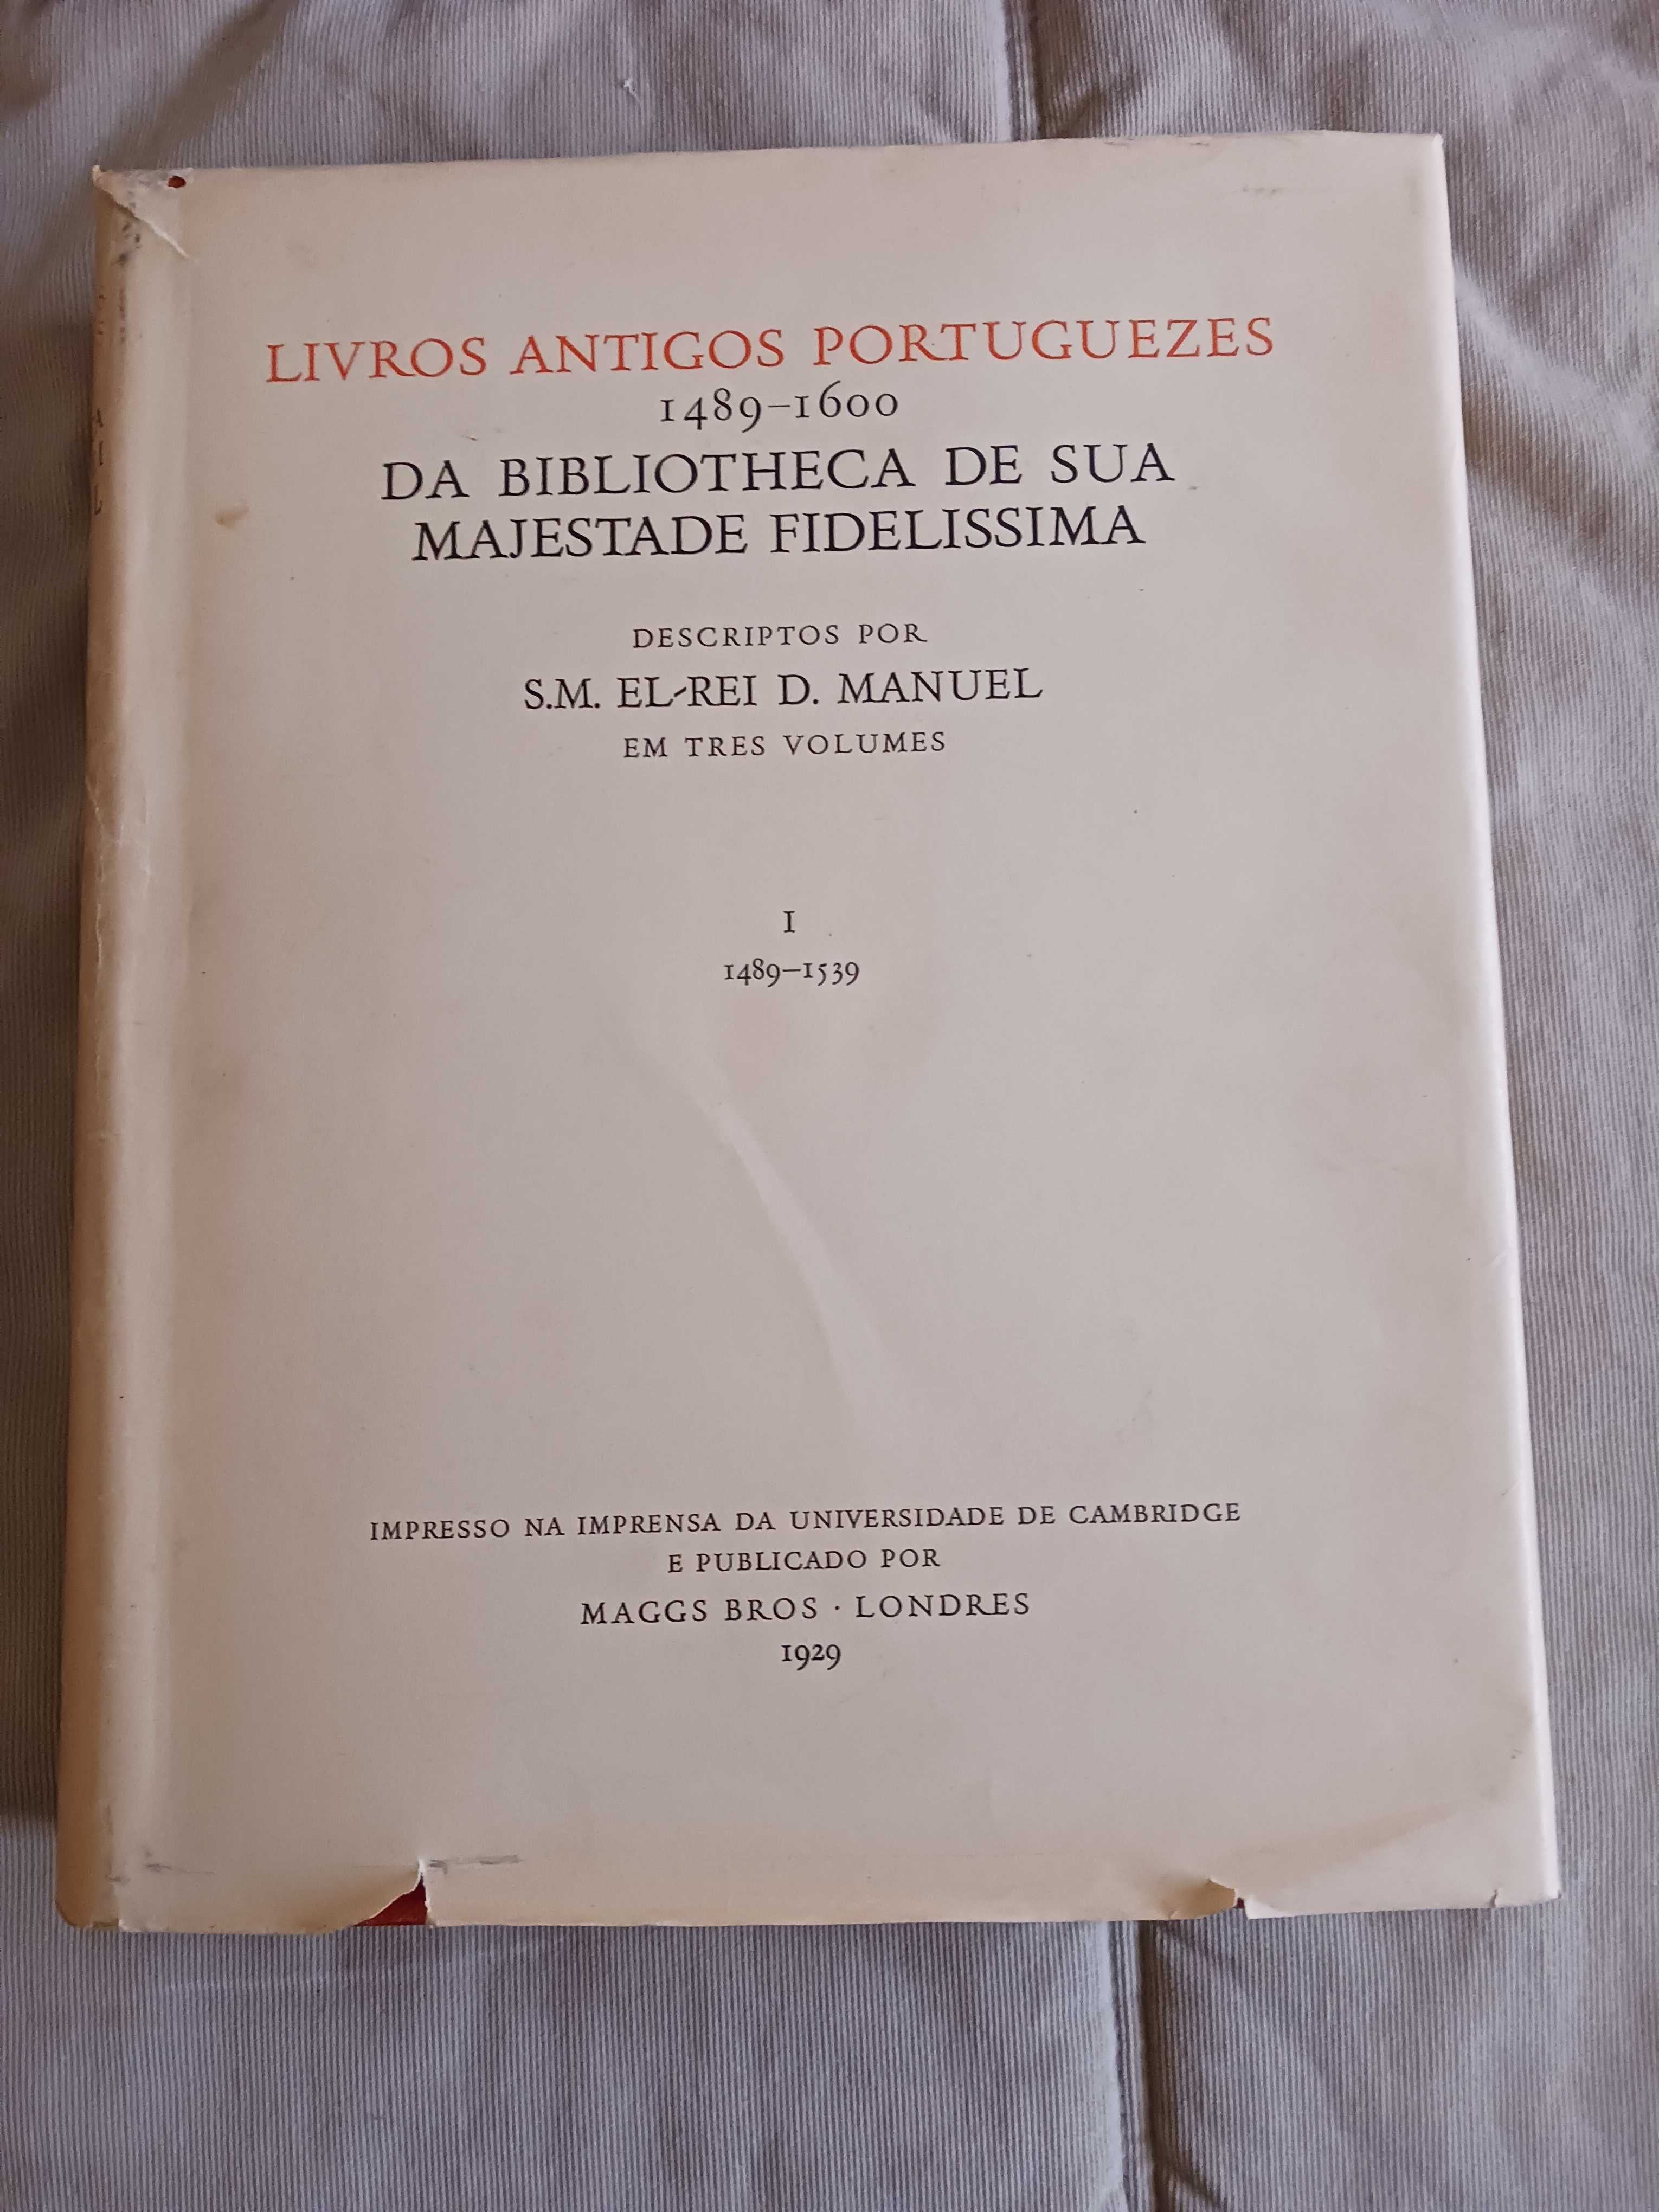 LIVROS ANTIGOS PORTUGUEZES
1489–1600
DA BIBLIOTHECA DE SUA
MAJESTADE FIDELISSIMA
DESCRIPTOS POR
S.M. EL-REI D. MANUEL
EM TRES VOLUMES
I
1489–1539
IMPRESSO NA IMPRENSA DA UNIVERSIDADE DE CAMBRIDGE
E PUBLICADO POR
MAGGS BROS · LONDRES
1929